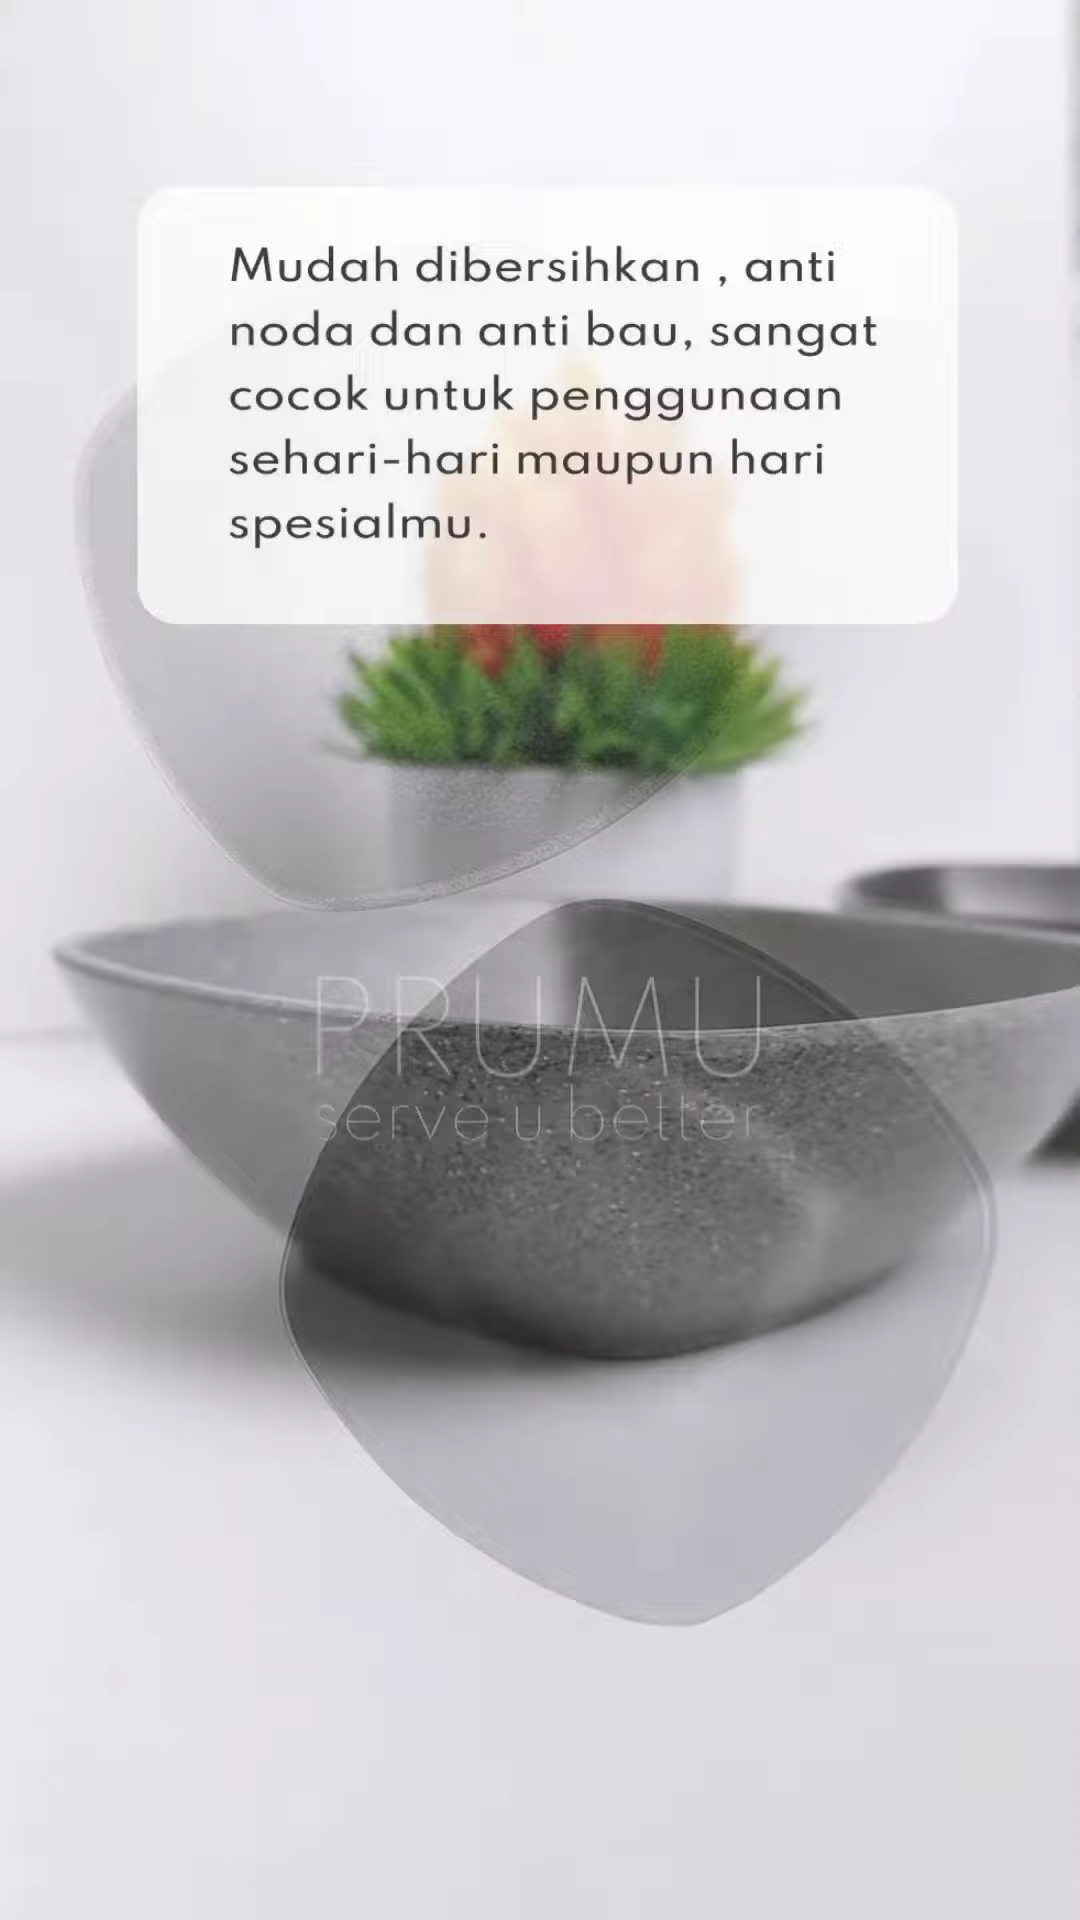 Mudah dibersihkan , anti
noda dan anti bau, sangat
cocok untuk penggunaan
sehari-hari maupun hari
spesialmu.
PRUMU
serve u better